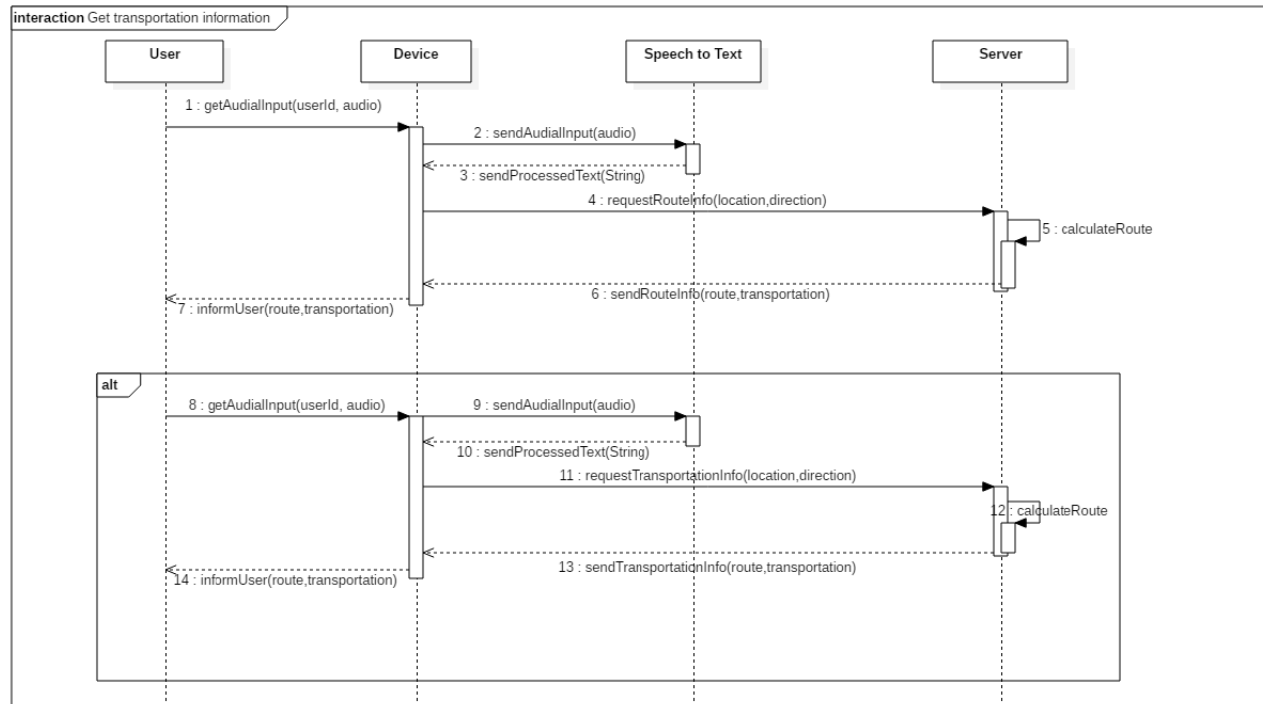 interaction Get transportation information
User
Device
Speech to Text
Server
1 : getAudialInput(userId, audio)
2 : sendAudialInput(audio)
3 : sendProcessedText(String)
4 : requestRouteInfo(location,direction)
5 : calculateRoute
6 : sendRouteInfo(route,transportation)
7 : informUser(route,transportation)
alt
8 : getAudialInput(userId, audio)
9 : sendAudialInput(audio)
10 : sendProcessedText(String)
11 : requestTransportationInfo(location,direction)
12 : calculateRoute
13 : sendTransportationInfo(route,transportation)
14 : informUser(route,transportation)